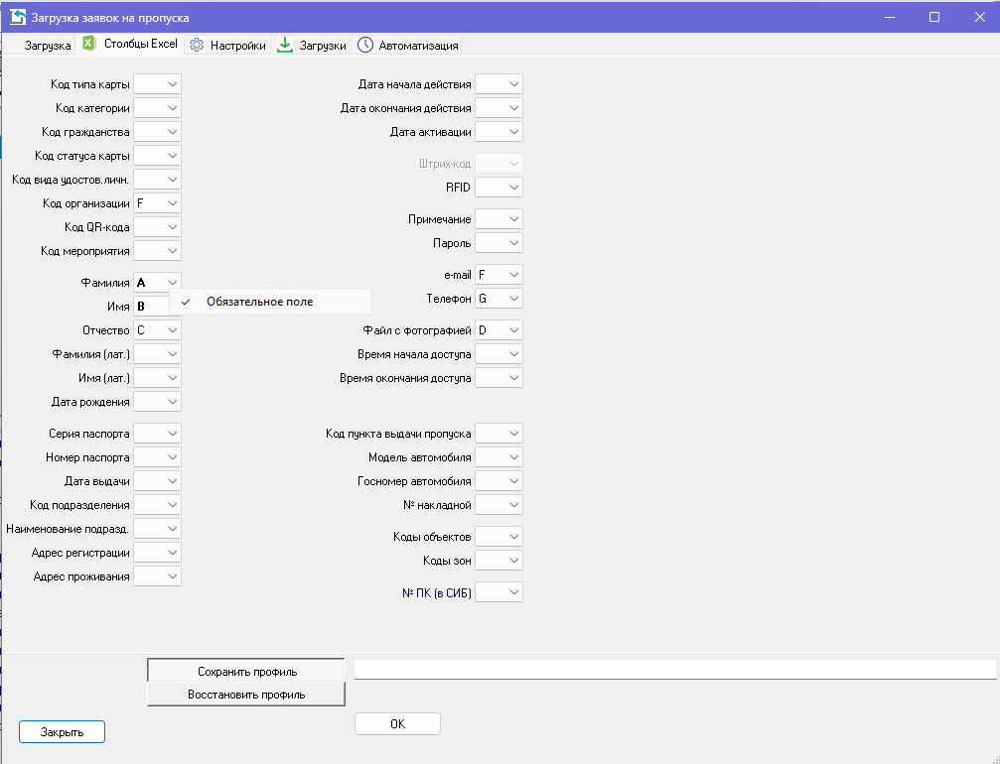 Загрузка заявок на пропуска
Загрузка Столбцы Excel Настройки Загрузки Автоматизация
Код типа карты
Код категории
Код гражданства
Код статуса карты
Код вида удостов.личн.
Код организации F
Код QR-кода
Код мероприятия
Фамилия A
Имя B
Обязательное поле
Отчество C
Фамилия (лат.)
Имя (лат.)
Дата рождения
Серия паспорта
Номер паспорта
Дата выдачи
Код подразделения
Наименование подразд.
Адрес регистрации
Адрес проживания
Дата начала действия
Дата окончания действия
Дата активации
Штрих-код
RFID
Примечание
Пароль
e-mail F
Телефон G
Файл с фотографией D
Время начала доступа
Время окончания доступа
Код пункта выдачи пропуска
Модель автомобиля
Госномер автомобиля
№ накладной
Коды объектов
Коды зон
№ ПК (в СИБ)
Сохранить профиль
Восстановить профиль
Закрыть
OK